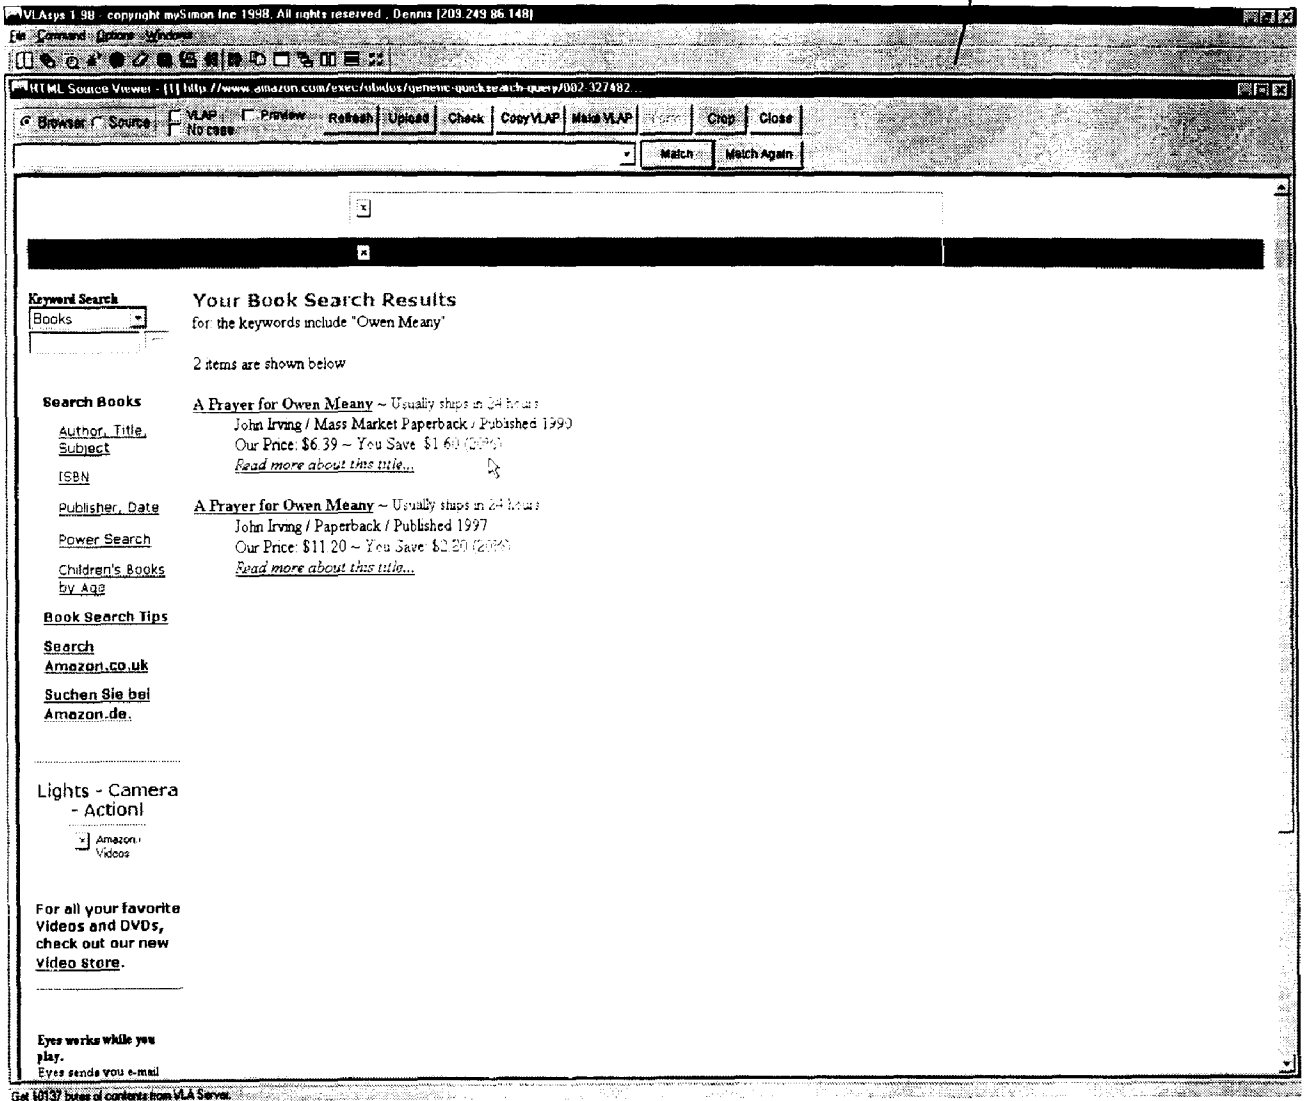 VLAsys 1.98 - copyright mySimon Inc 1998, All rights reserved , Dennis [209.249.86.148]
File Command Options Windows
HTML Source Viewer - [1] http://www.amazon.com/exec/obidos/generic-quicksearch-query/002-327482...
Browser Source VLAP Preview Refresh Upload Check Copy VLAP Make VLAP Crop Close
No case
Match Match Again
Keyword Search
Books
Your Book Search Results
for: the keywords include "Owen Meany"
2 items are shown below
A Prayer for Owen Meany ~ Usually ships in 24 hours
John Irving / Mass Market Paperback / Published 1990
Our Price: $6.39 ~ You Save: $1.60 (20%)
Read more about this title...
A Prayer for Owen Meany ~ Usually ships in 24 hours
John Irving / Paperback / Published 1997
Our Price: $11.20 ~ You Save: $2.80 (20%)
Read more about this title...
Search Books
Author, Title,
Subject
ISBN
Publisher, Date
Power Search
Children's Books
by Age
Book Search Tips
Search
Amazon.co.uk
Suchen Sie bei
Amazon.de.
Lights - Camera
- Action!
Amazon.
Videos
For all your favorite
Videos and DVDs,
check out our new
Video Store.
Eyes works while you
play.
Eyes sends you e-mail
Get 10137 bytes of contents from VLA Server.